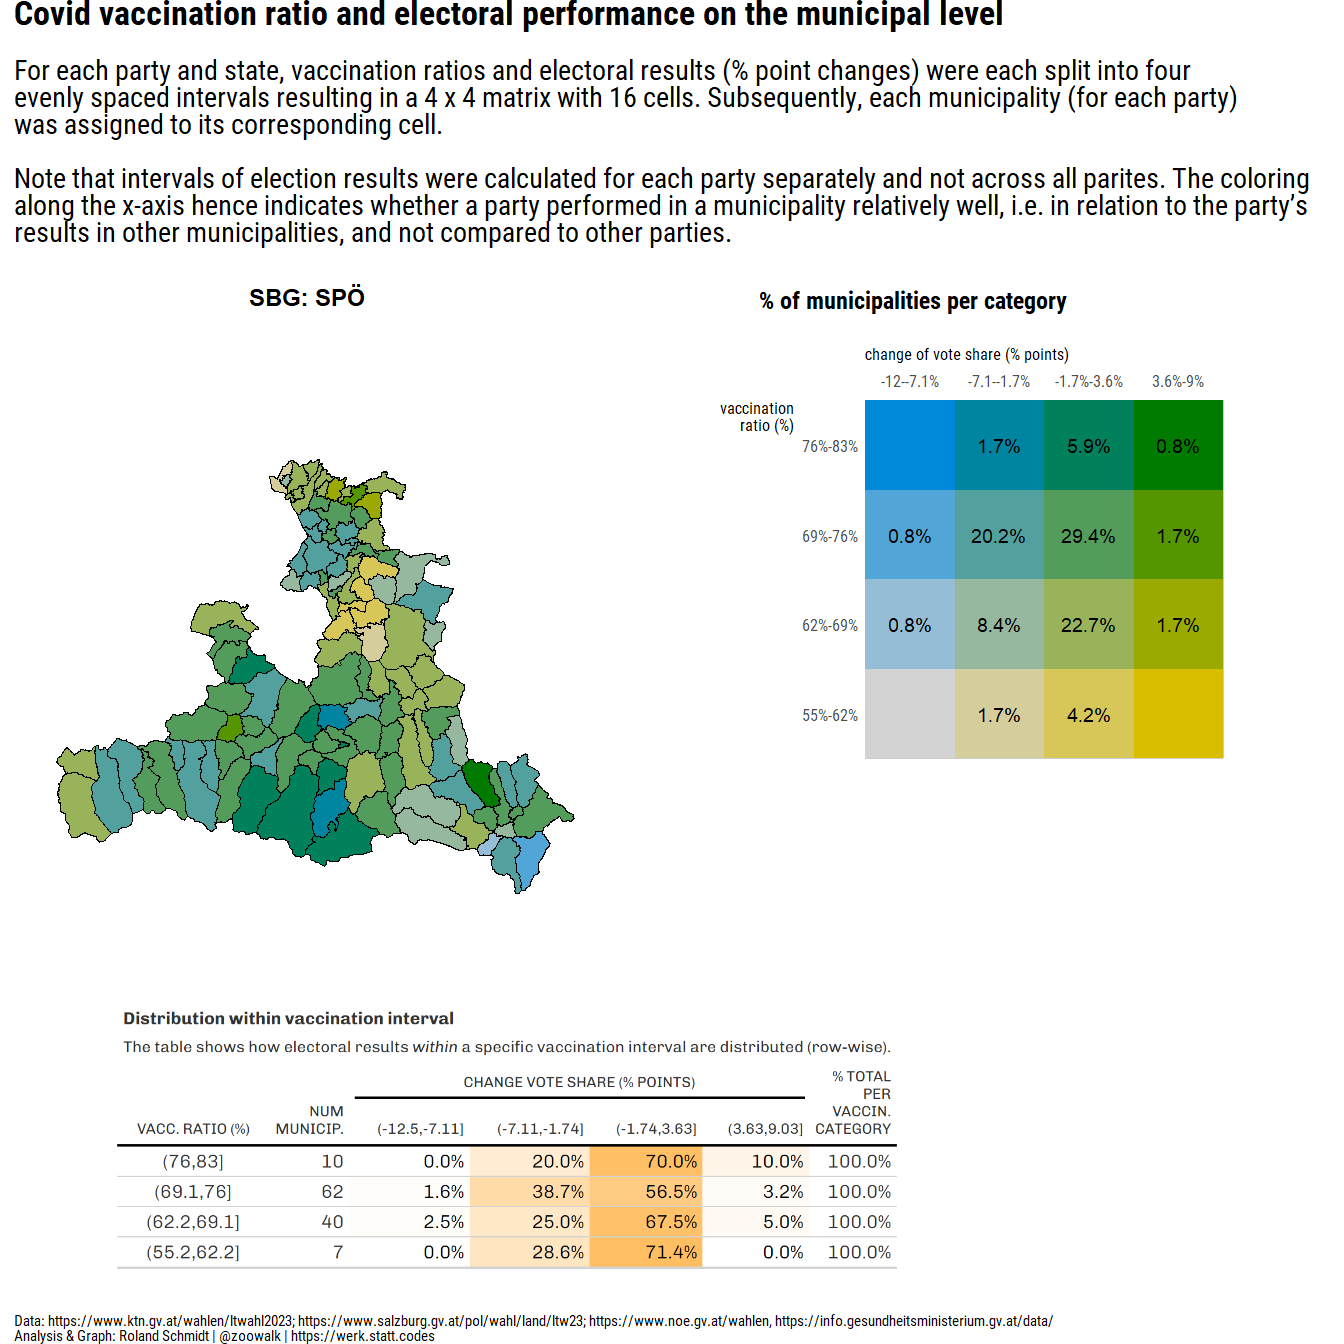 Covid vaccination ratio and electoral performance on the municipal level
For each party and state, vaccination ratios and electoral results (% point changes) were each split into four
evenly spaced intervals resulting in a 4 x 4 matrix with 16 cells. Subsequently, each municipality (for each party)
was assigned to its corresponding cell.
Note that intervals of election results were calculated for each party separately and not across all parites. The coloring
along the x-axis hence indicates whether a party performed in a municipality relatively well, i.e. in relation to the party's
results in other municipalities, and not compared to other parties.
SBG: SPÖ
% of municipalities per category
change of vote share (% points)
-12--7.1% -7.1--1.7% -1.7%-3.6% 3.6%-9%
vaccination
ratio (%)
76%-83% 1.7% 5.9% 0.8%
69%-76% 0.8% 20.2% 29.4% 1.7%
62%-69% 0.8% 8.4% 22.7% 1.7%
55%-62% 1.7% 4.2%
Distribution within vaccination interval
The table shows how electoral results within a specific vaccination interval are distributed (row-wise).
CHANGE VOTE SHARE (% POINTS)
% TOTAL
PER
VACCIN.
CATEGORY
VACC. RATIO (%) NUM
MUNICIP. (-12.5,-7.11] (-7.11,-1.74] (-1.74,3.63] (3.63,9.03]
(76,83] 10 0.0% 20.0% 70.0% 10.0% 100.0%
(69.1,76] 62 1.6% 38.7% 56.5% 3.2% 100.0%
(62.2,69.1] 40 2.5% 25.0% 67.5% 5.0% 100.0%
(55.2,62.2] 7 0.0% 28.6% 71.4% 0.0% 100.0%
Data: https://www.ktn.gv.at/wahlen/ltwahl2023; https://www.salzburg.gv.at/pol/wahl/land/ltw23; https://www.noe.gv.at/wahlen, https://info.gesundheitsministerium.gv.at/data/
Analysis & Graph: Roland Schmidt | @zoowalk | https://werk.statt.codes